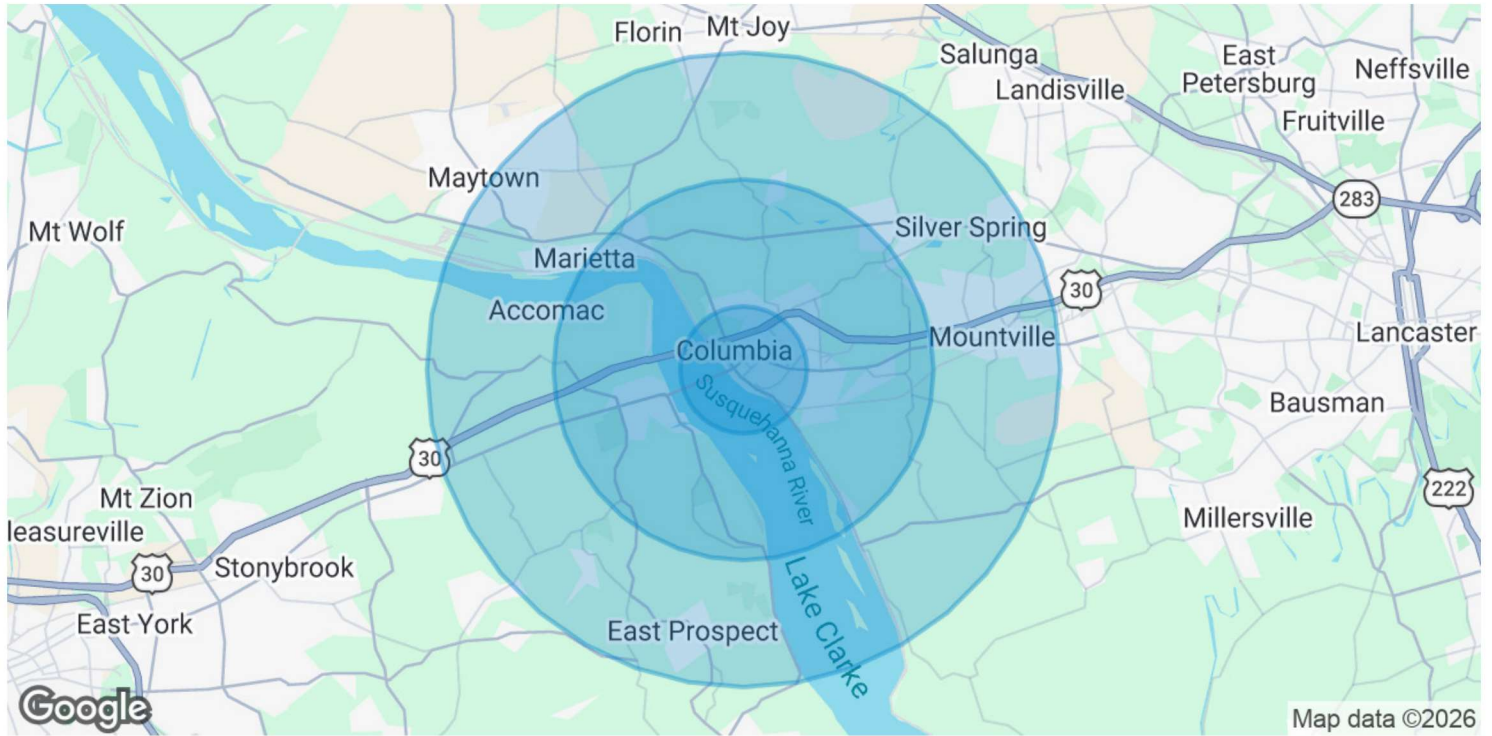 Florin
Mt Joy
Salunga
East
Petersburg
Neffsville
Landisville
Fruitville
Maytown
283
Mt Wolf
Silver Spring
Marietta
30
Accomac
Mountville
Lancaster
Columbia
Susquehanna River
Bausman
30
222
Mt Zion
Millersville
leasureville
30
Stonybrook
Lake Clarke
East York
East Prospect
Google
Map data ©2026